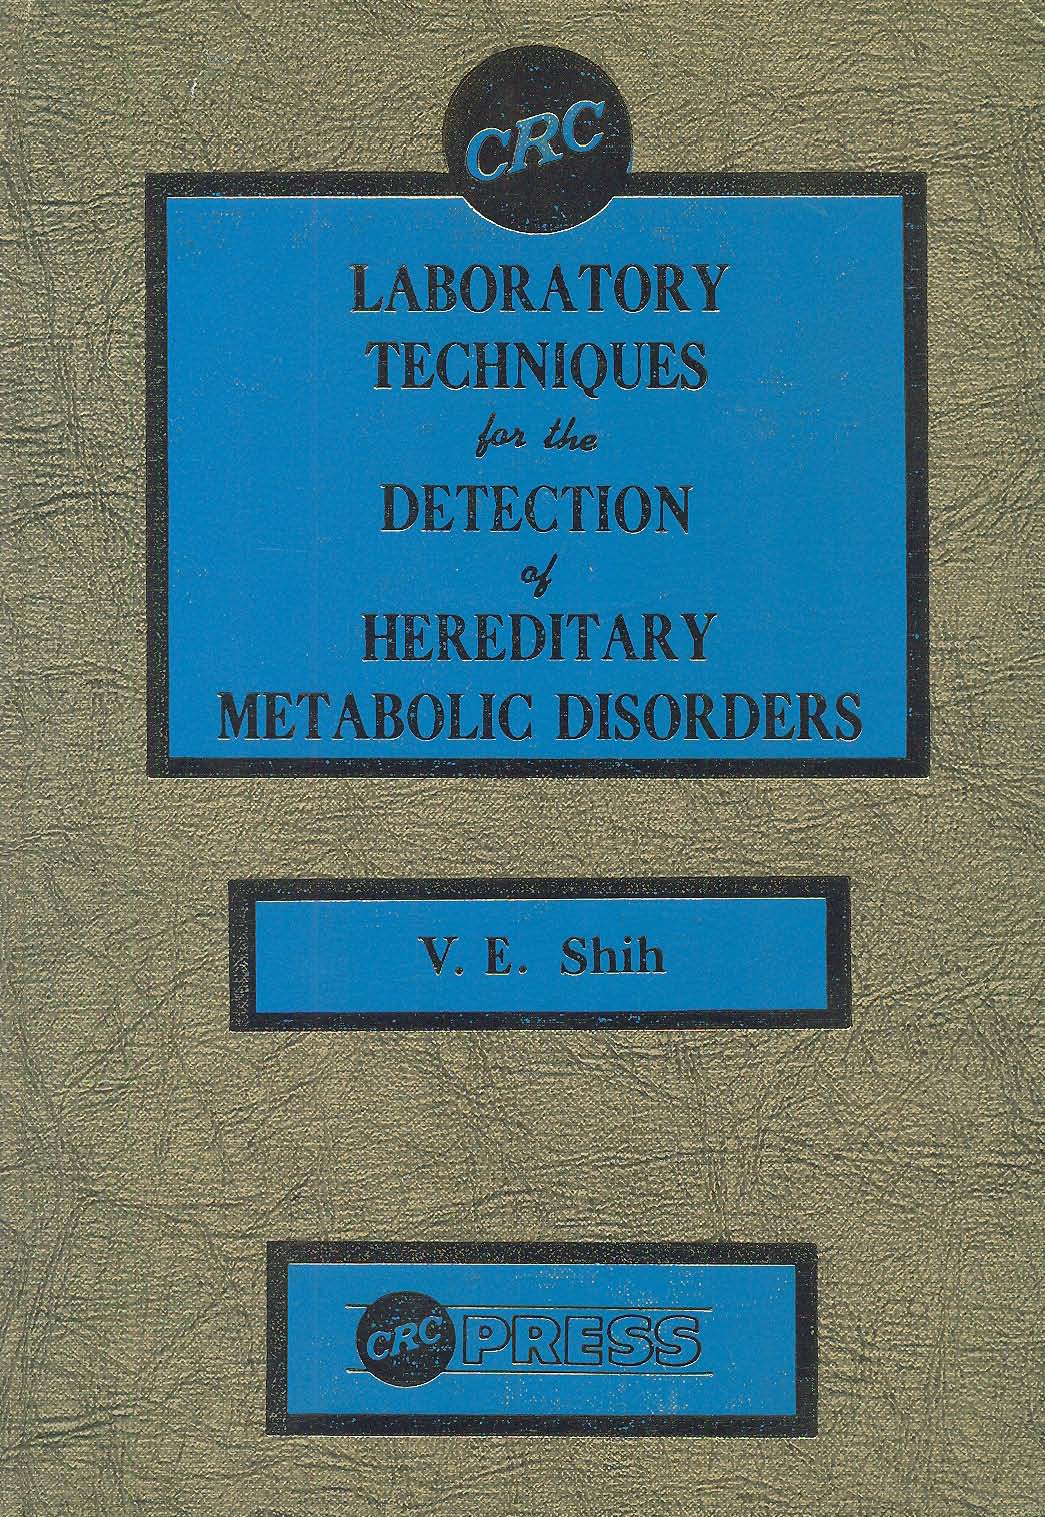 CRC
LABORATORY
TECHNIQUES
for the
DETECTION
of
HEREDITARY
METABOLIC DISORDERS
V. E. Shih
CRC PRESS